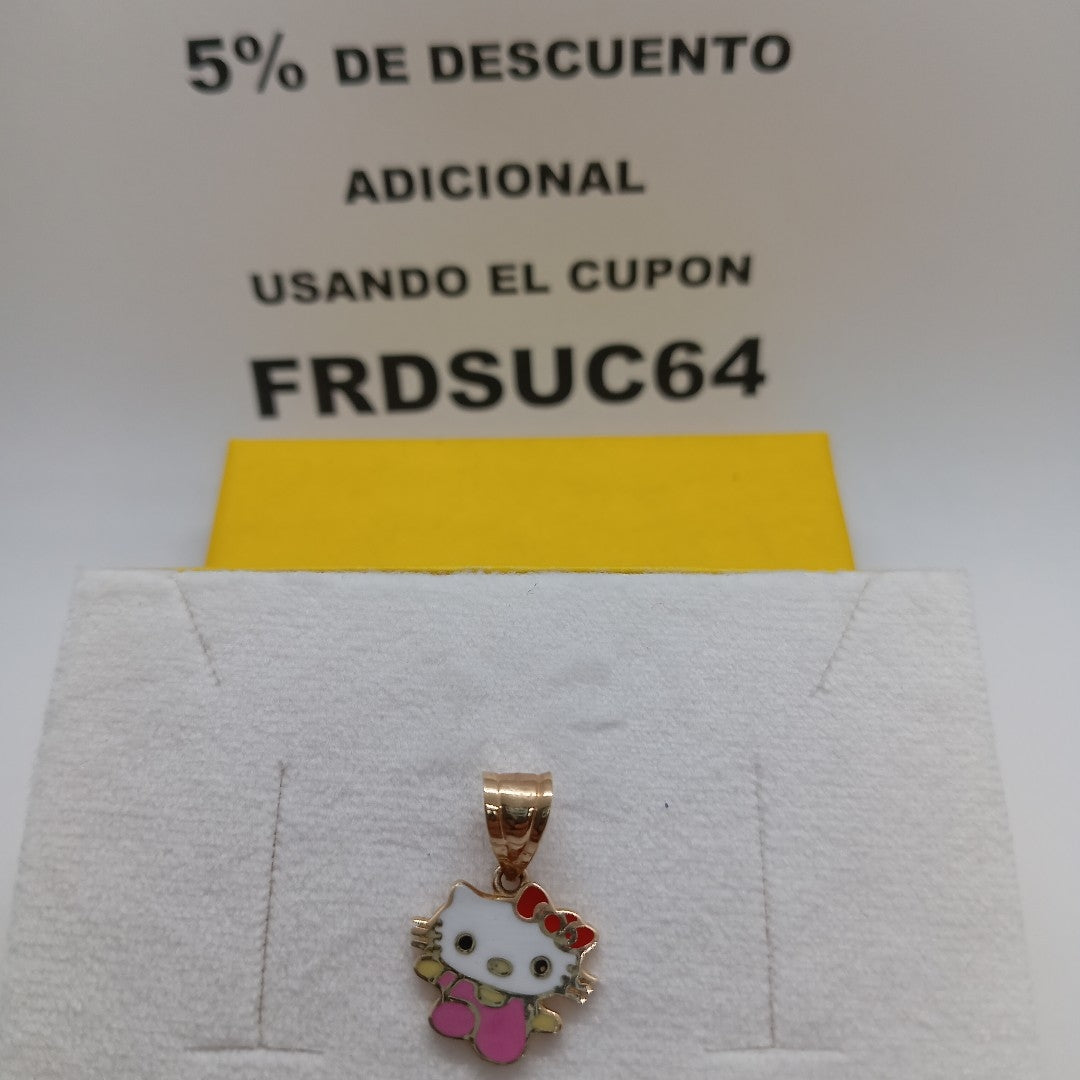 5% DE DESCUENTO
ADICIONAL
USANDO EL CUPON
FRDSUC64